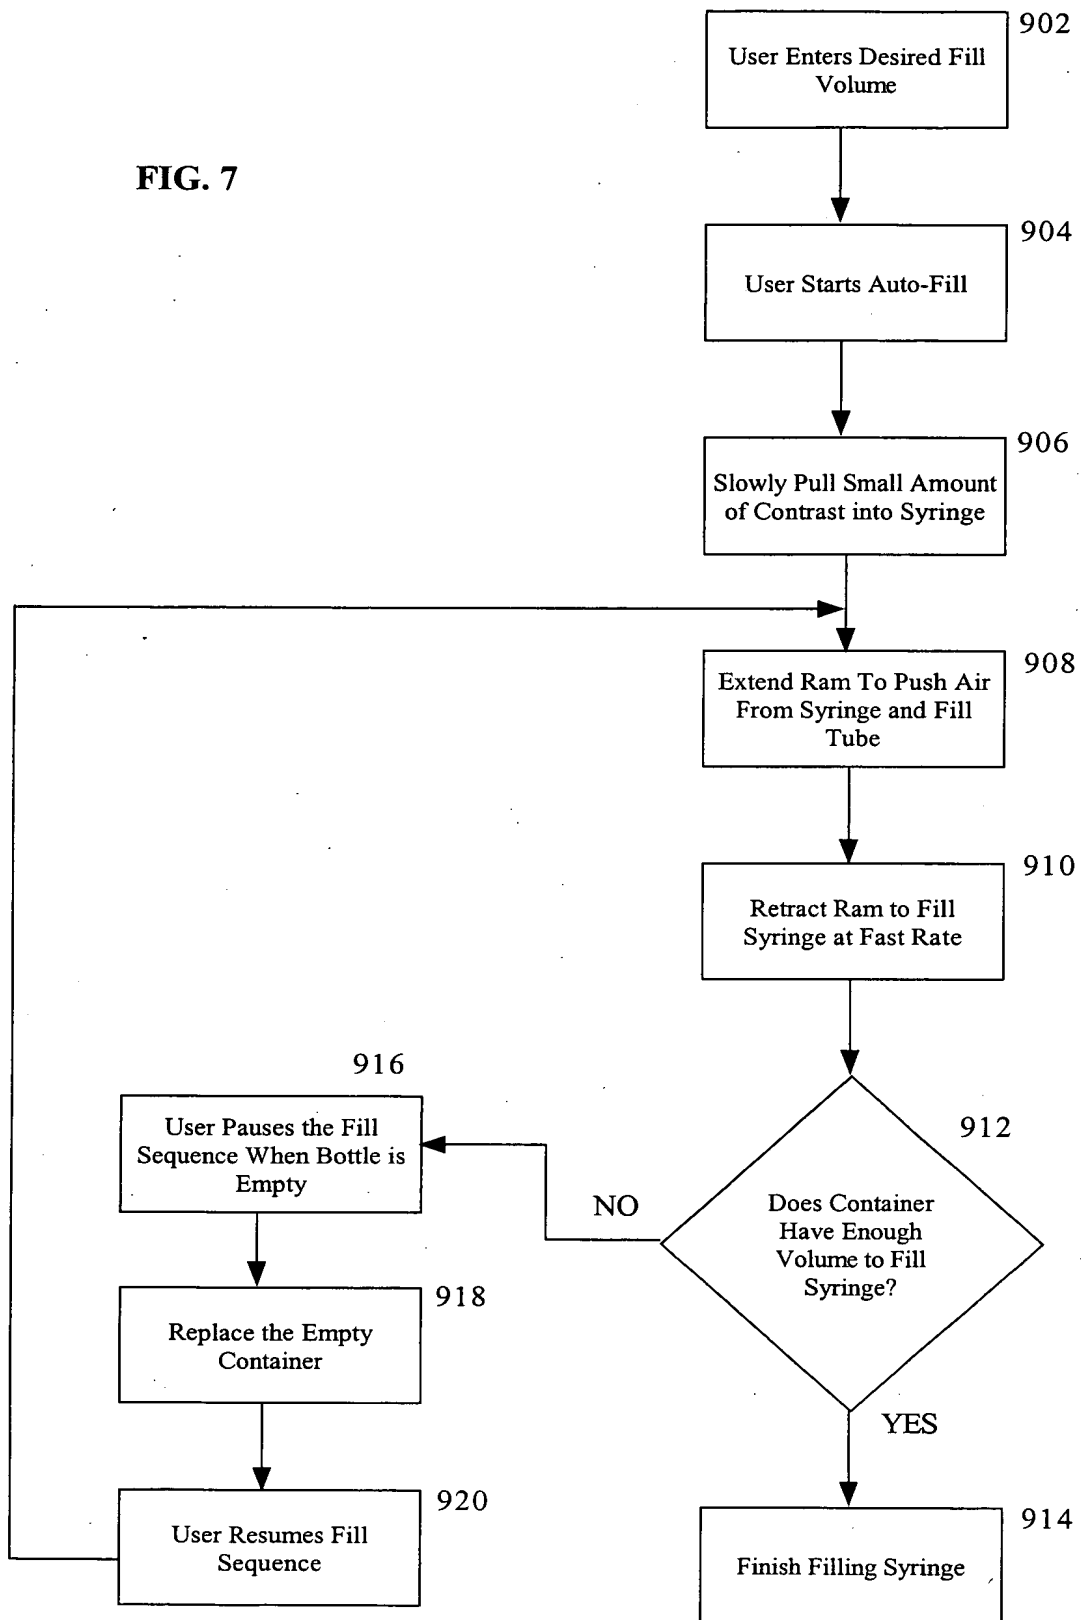 902
User Enters Desired Fill
Volume
FIG. 7
904
User Starts Auto-Fill
906
Slowly Pull Small Amount
of Contrast into Syringe
908
Extend Ram To Push Air
From Syringe and Fill
Tube
910
Retract Ram to Fill
Syringe at Fast Rate
912
Does Container
Have Enough
Volume to Fill
Syringe?
NO
916
User Pauses the Fill
Sequence When Bottle is
Empty
918
Replace the Empty
Container
920
User Resumes Fill
Sequence
YES
914
Finish Filling Syringe